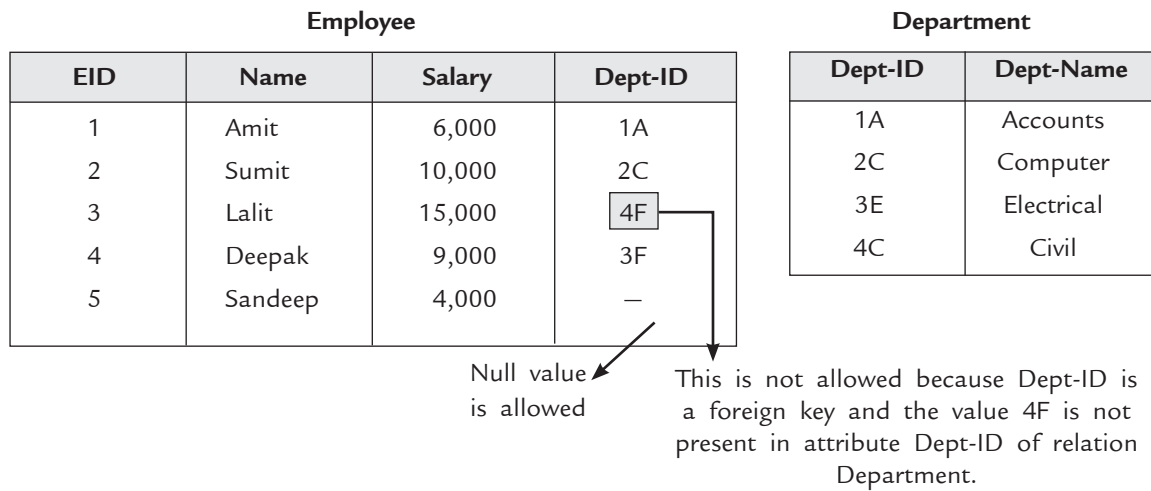 Employee
EID Name Salary Dept-ID
1 Amit 6,000 1A
2 Sumit 10,000 2C
3 Lalit 15,000 4F
4 Deepak 9,000 3F
5 Sandeep 4,000 —
Department
Dept-ID Dept-Name
1A Accounts
2C Computer
3E Electrical
4C Civil
Null value
is allowed
This is not allowed because Dept-ID is
a foreign key and the value 4F is not
present in attribute Dept-ID of relation
Department.